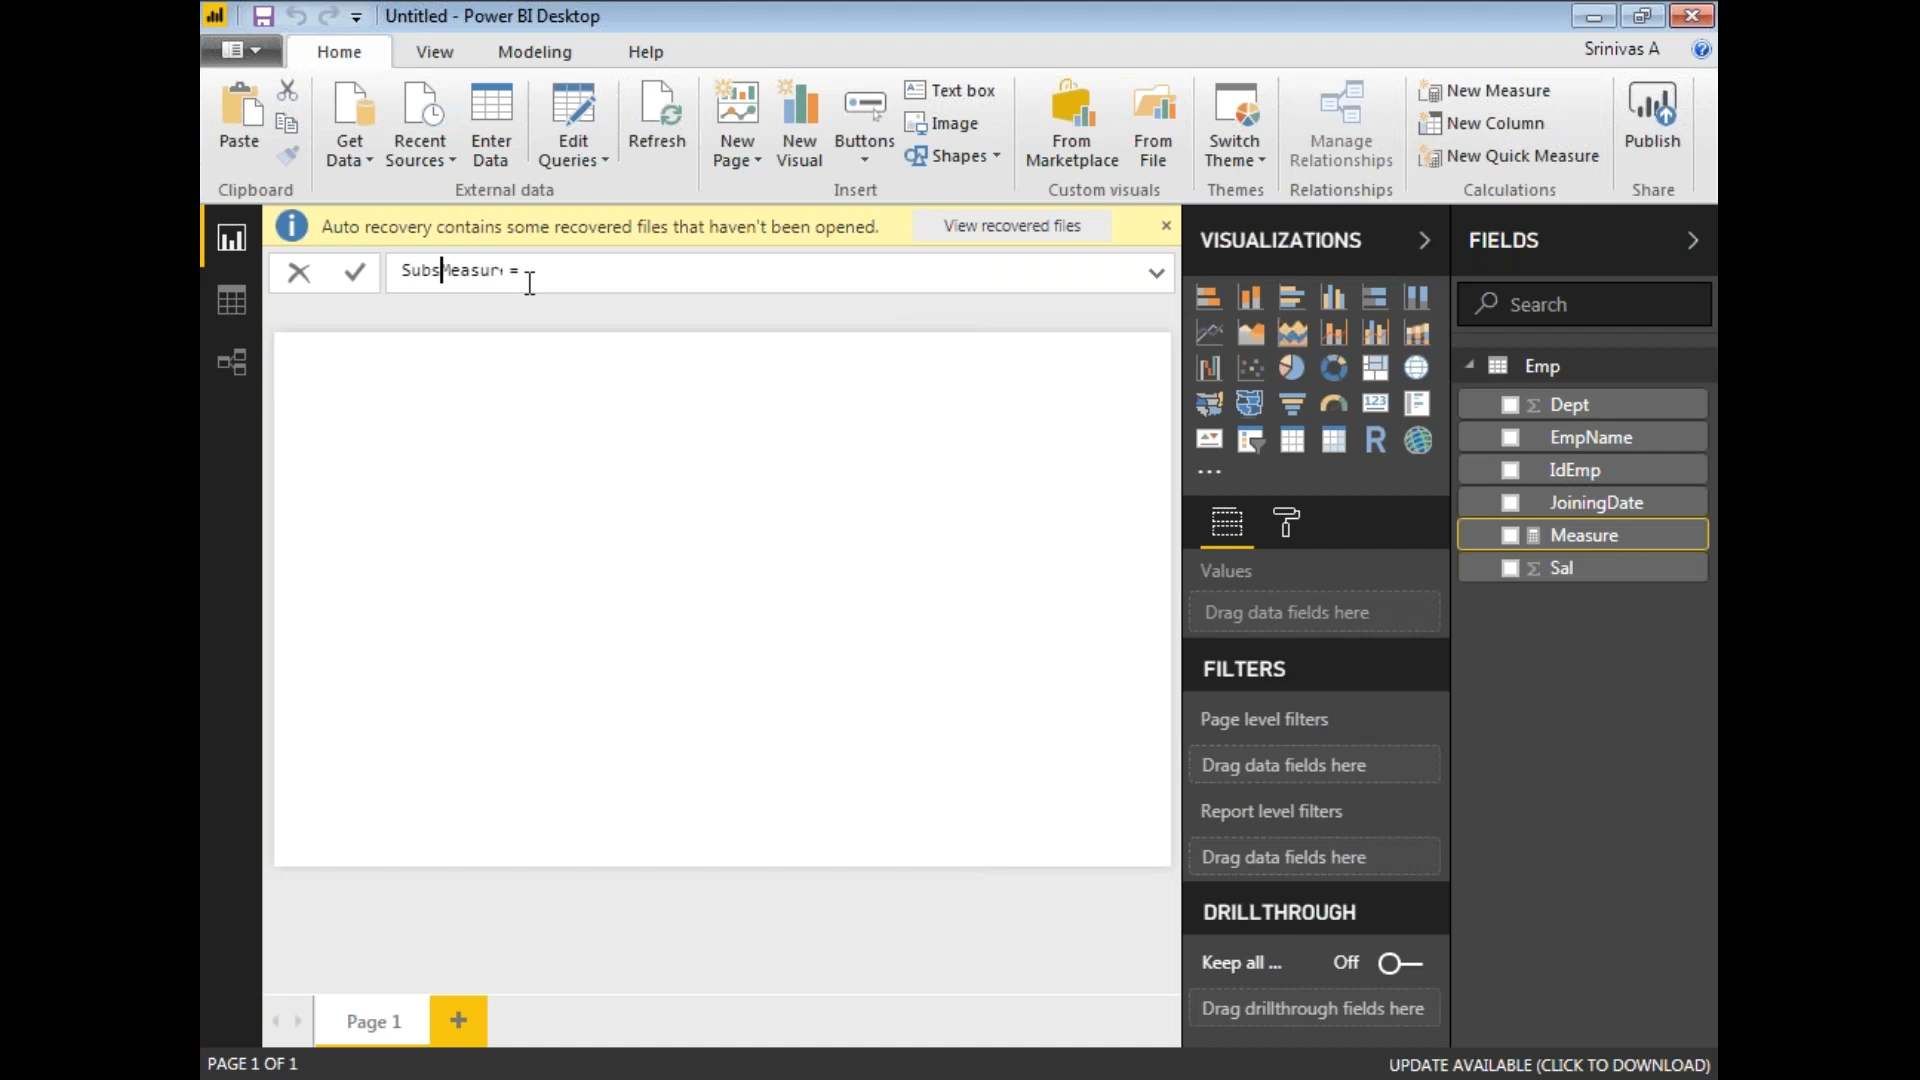 Untitled - Power BI Desktop
Home View Modeling Help Srinivas A
Paste
Get Data
Recent Sources
Enter Data
Edit Queries
Refresh
New Page
New Visual
Buttons
Text box
Image
Shapes
From Marketplace
From File
Switch Theme
Manage Relationships
New Measure
New Column
New Quick Measure
Publish
Clipboard External data Insert Custom visuals Themes Relationships Calculations Share
Auto recovery contains some recovered files that haven't been opened. View recovered files
SubsMeasure =
VISUALIZATIONS
R
123
...
Values
Drag data fields here
FILTERS
Page level filters
Drag data fields here
Report level filters
Drag data fields here
DRILLTHROUGH
Keep all ... Off
Drag drillthrough fields here
FIELDS
Search
Emp
Σ Dept
EmpName
IdEmp
JoiningDate
Measure
Σ Sal
Page 1 +
PAGE 1 OF 1 UPDATE AVAILABLE (CLICK TO DOWNLOAD)